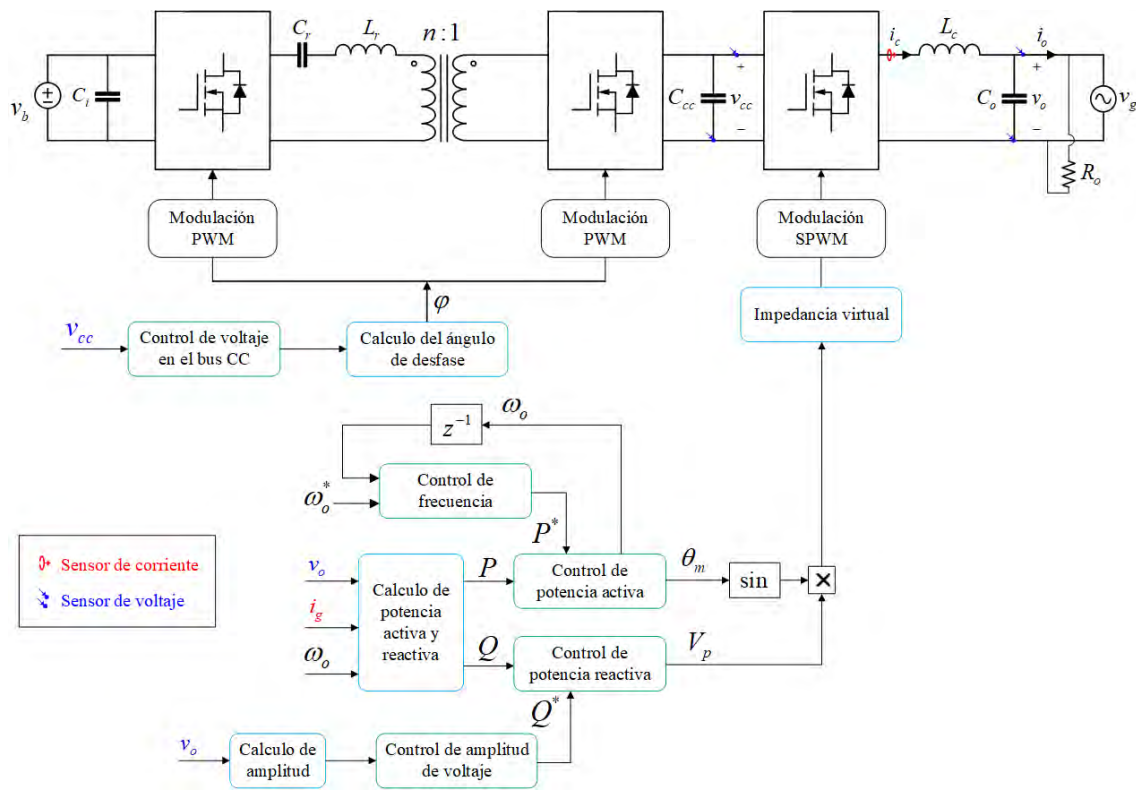 C_r
L_r
n:1
i_c
L_c
i_o
v_b
C_i
C_cc
+
v_cc
−
C_o
+
v_o
−
v_g
R_o
Modulación
PWM
Modulación
PWM
Modulación
SPWM
φ
Impedancia virtual
v_cc
Control de voltaje
en el bus CC
Calculo del ángulo
de desfase
z^{-1}
ω_o
ω_o^*
Control de
frecuencia
P^*
Sensor de corriente
Sensor de voltaje
v_o
i_g
ω_o
Calculo de
potencia
activa y
reactiva
P
Control de
potencia activa
θ_m
sin
×
Q
Control de
potencia reactiva
V_p
Q^*
v_o
Calculo de
amplitud
Control de amplitud
de voltaje